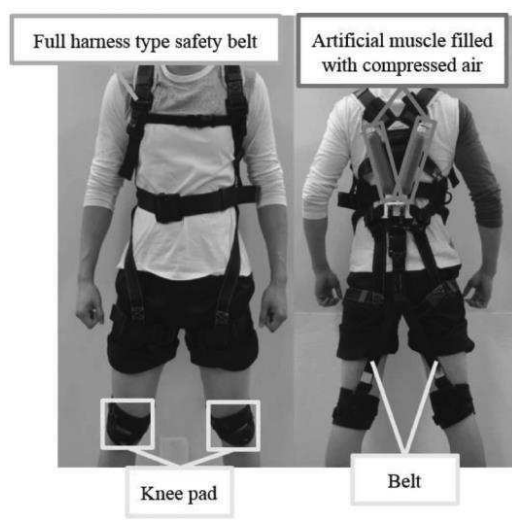 Full harness type safety belt
Artificial muscle filled
with compressed air
Knee pad
Belt